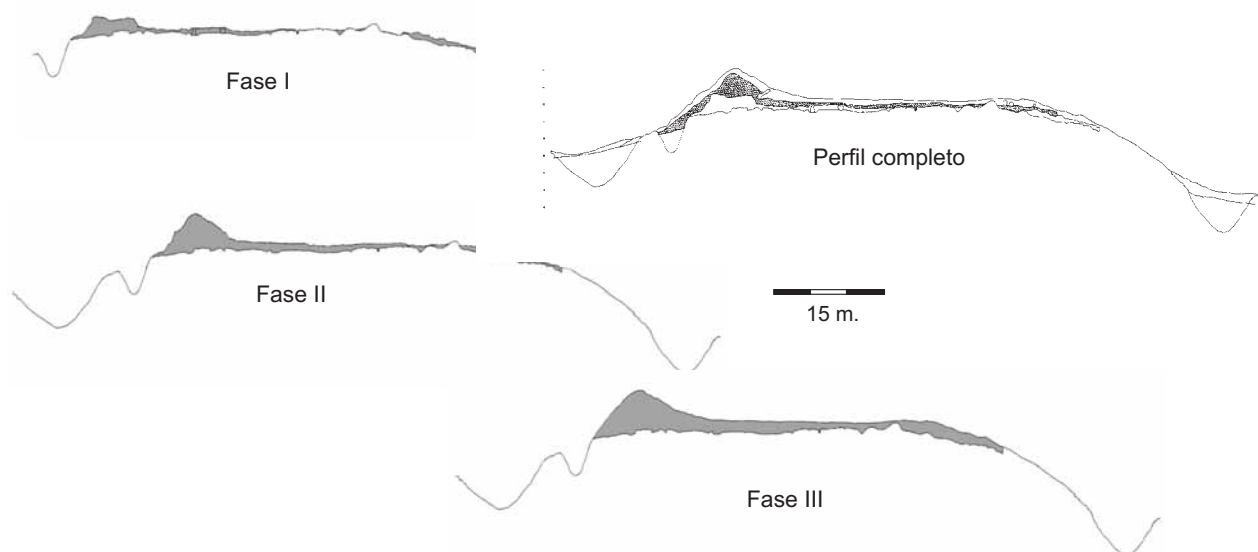 Fase I
Perfil completo
Fase II
15 m.
Fase III